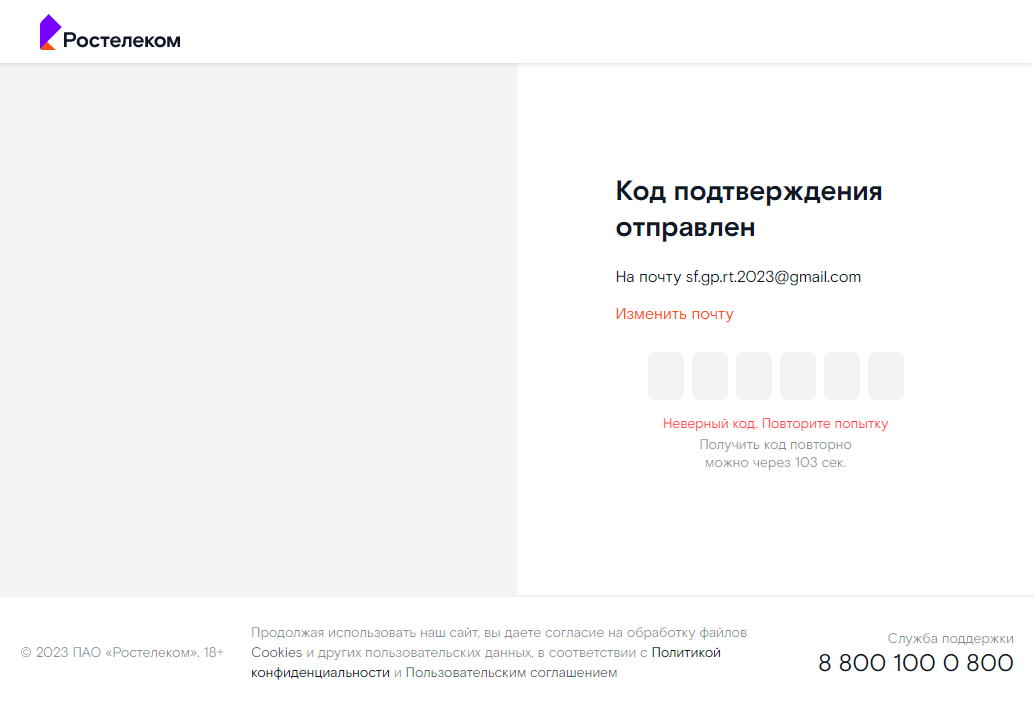 Ростелеком
Код подтверждения
отправлен
На почту sf.gp.rt.2023@gmail.com
Изменить почту
Неверный код. Повторите попытку
Получить код повторно
можно через 103 сек.
© 2023 ПАО «Ростелеком». 18+
Продолжая использовать наш сайт, вы даете согласие на обработку файлов
Cookies и других пользовательских данных, в соответствии с Политикой
конфиденциальности и Пользовательским соглашением
Служба поддержки
8 800 100 0 800